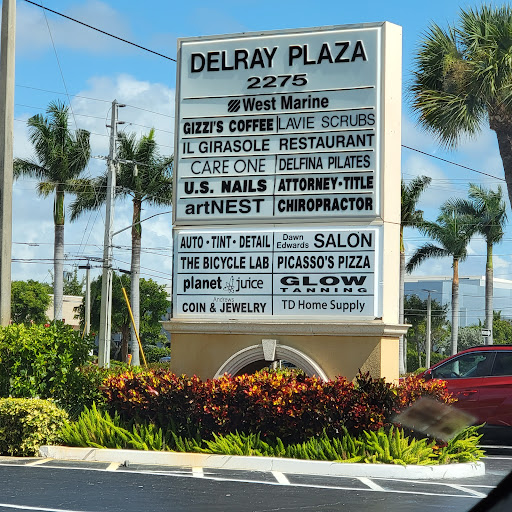 DELRAY PLAZA
2275
West Marine
GIZZI'S COFFEE LAVIE SCRUBS
IL GIRASOLE RESTAURANT
CARE ONE DELFINA PILATES
U.S. NAILS ATTORNEY·TITLE
artNEST CHIROPRACTOR
AUTO·TINT·DETAIL Dawn Edwards SALON
THE BICYCLE LAB PICASSO'S PIZZA
planet juice GLOW TANNING
Andrews COIN & JEWELRY TD Home Supply